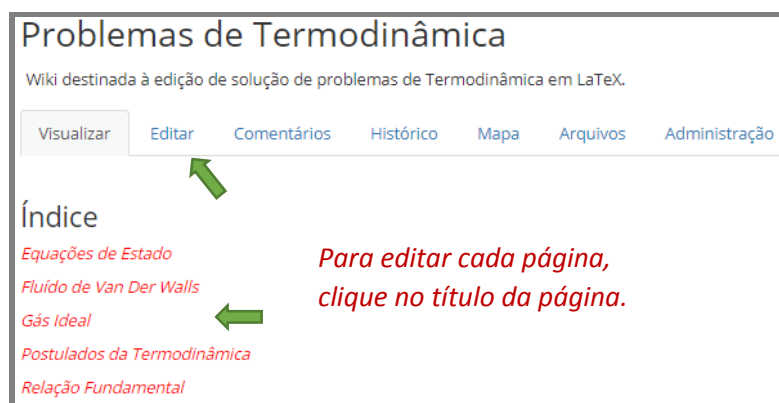 Problemas de Termodinâmica
Wiki destinada à edição de solução de problemas de Termodinâmica em LaTeX.
Visualizar Editar Comentários Histórico Mapa Arquivos Administração
Índice
Equações de Estado
Fluído de Van Der Walls
Gás Ideal
Postulados da Termodinâmica
Relação Fundamental
Para editar cada página,
clique no título da página.